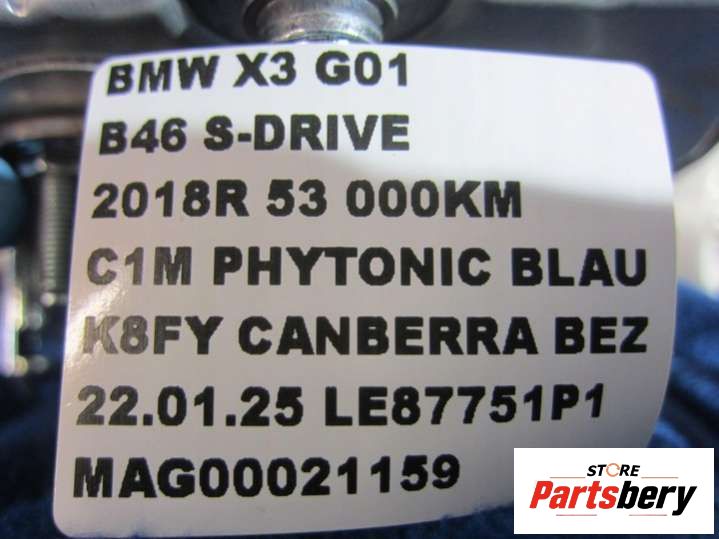 BMW X3 G01
B46 S-DRIVE
2018R 53 000KM
C1M PHYTONIC BLAU
K8FY CANBERRA BEZ
22.01.25 LE87751P1
MAG00021159
STORE
Partsbery